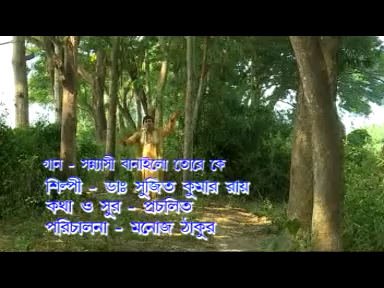 গান - সন্ন্যাসী বানাইলো তোরে কে
শিল্পী - ডাঃ সুজিত কুমার রায়
কথা ও সুর - প্রচলিত
পরিচালনা - মনোজ ঠাকুর